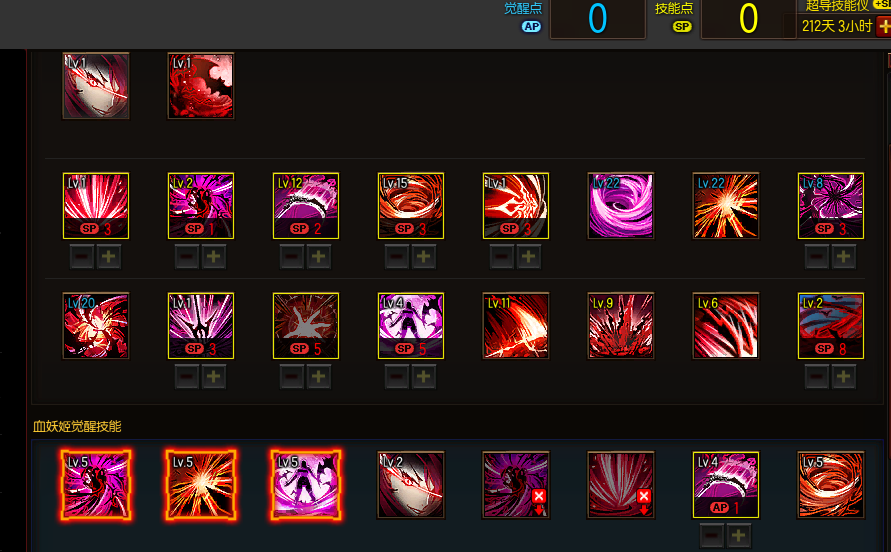 觉醒点 AP 0 技能点 SP 0 超导技能仪 +S
212天 3小时
Lv.1 Lv.1
Lv.1 Lv.2 Lv.12 Lv.15 Lv.1 Lv.22 Lv.22 Lv.8
SP 3 SP 1 SP 2 SP 3 SP 3 SP 3
Lv.20 Lv.1 Lv.4 Lv.11 Lv.9 Lv.6 Lv.2
SP 3 SP 5 SP 5 SP 8
血妖姬觉醒技能
Lv.5 Lv.5 Lv.5 Lv.2 Lv.4 Lv.5
AP 1